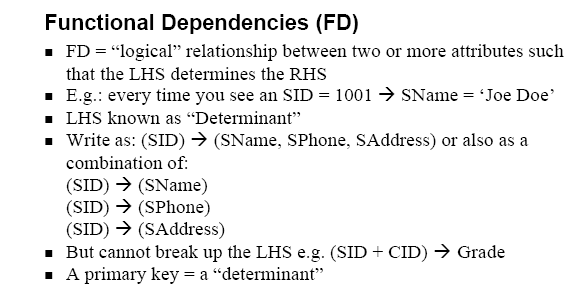 Functional Dependencies (FD)
▪ FD = “logical” relationship between two or more attributes such
that the LHS determines the RHS
▪ E.g.: every time you see an SID = 1001 → SName = ‘Joe Doe’
▪ LHS known as “Determinant”
▪ Write as: (SID) → (SName, SPhone, SAddress) or also as a
combination of:
(SID) → (SName)
(SID) → (SPhone)
(SID) → (SAddress)
▪ But cannot break up the LHS e.g. (SID + CID) → Grade
▪ A primary key = a “determinant”